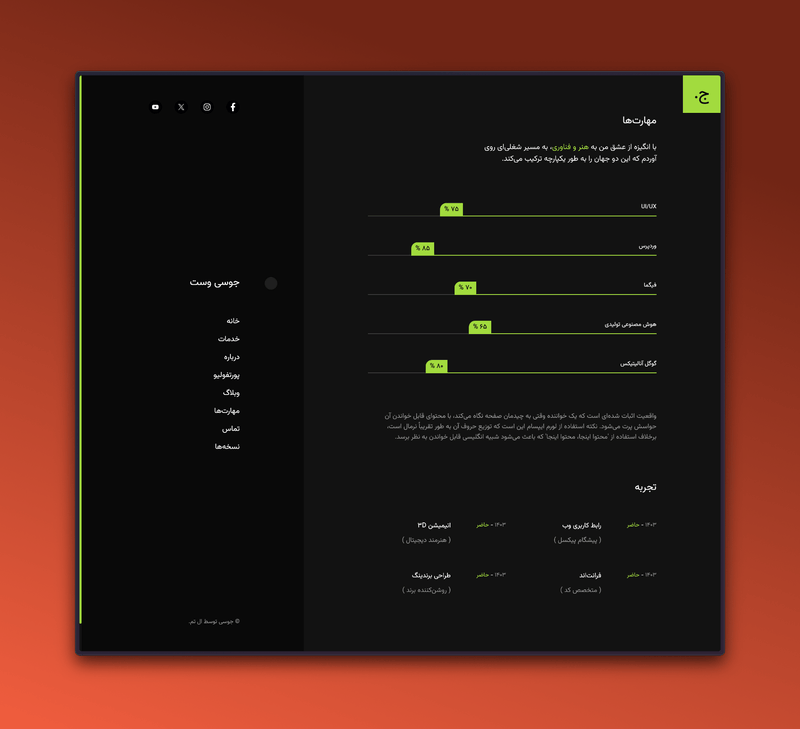 ج.
مهارت‌ها
با انگیزه از عشق من به هنر و فناوری، به مسیر شغلی‌ای روی
آوردم که این دو جهان را به طور یکپارچه ترکیب می‌کند.
UI/UX
% ۷۵
وردپرس
% ۸۵
فیگما
% ۷۰
هوش مصنوعی تولیدی
% ۶۵
گوگل آنالیتیکس
% ۸۰
واقعیت اثبات شده‌ای است که یک خواننده وقتی به چیدمان صفحه نگاه می‌کند، با محتوای قابل خواندن آن
حواسش پرت می‌شود. نکته استفاده از لورم ایپسام این است که توزیع حروف آن به طور تقریباً نرمال است،
برخلاف استفاده از 'محتوا اینجا، محتوا اینجا' که باعث می‌شود شبیه انگلیسی قابل خواندن به نظر برسد.
تجربه
۱۴۰۳ - حاضر
رابط کاربری وب
( پیشگام پیکسل )
۱۴۰۳ - حاضر
انیمیشن ۳D
( هنرمند دیجیتال )
۱۴۰۳ - حاضر
فرانت‌اند
( متخصص کد )
۱۴۰۳ - حاضر
طراحی برندینگ
( روشن‌کننده برند )
جوسی وست
خانه
خدمات
درباره
پورتفولیو
وبلاگ
مهارت‌ها
تماس
نسخه‌ها
© جوسی توسط ال تم.